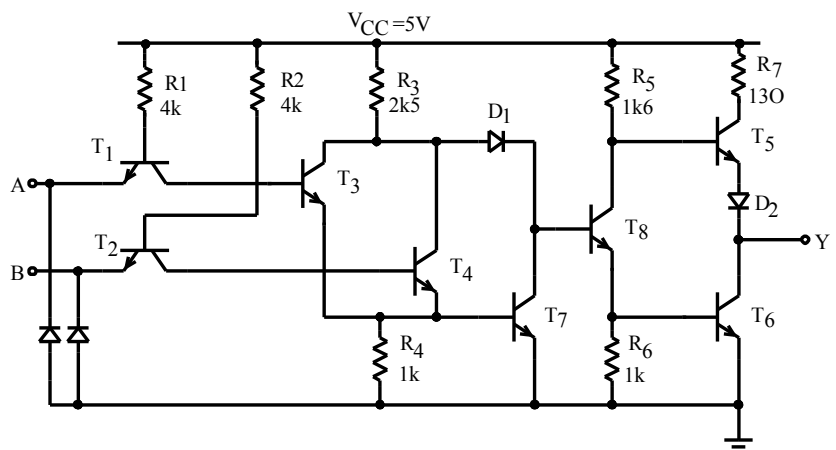 VCC=5V
R1
4k
R2
4k
R3
2k5
R5
1k6
R7
13O
D1
T1
T5
A
T3
D2
T2
T8
Y
B
T4
T7
T6
R4
1k
R6
1k